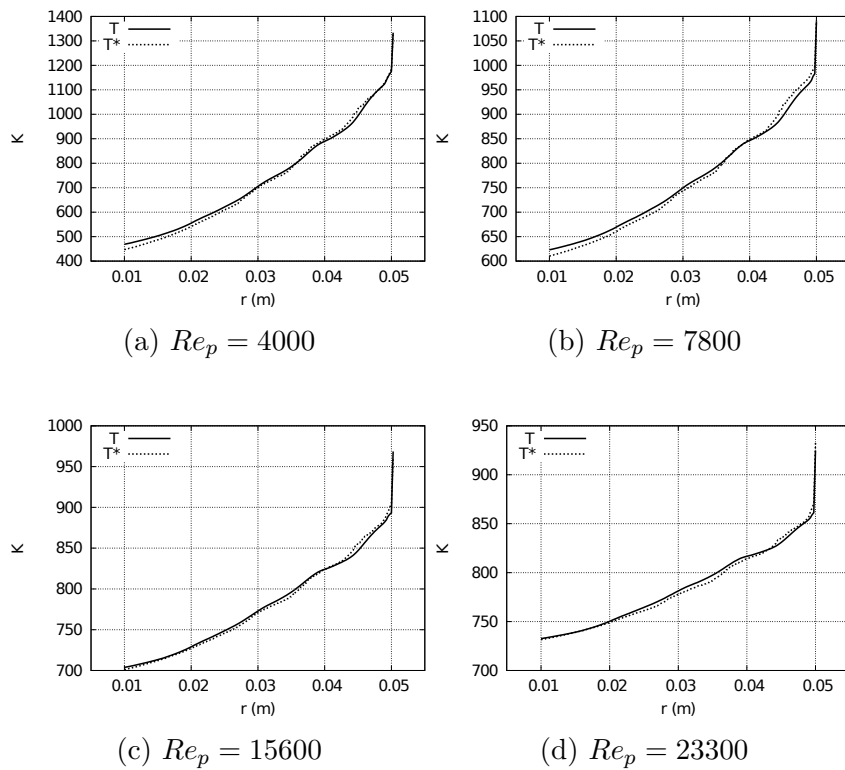 1400
1300
1200
1100
1000
900
800
700
600
500
400
K
T
T*
0.01 0.02 0.03 0.04 0.05
r (m)
(a) Re_p = 4000
1100
1050
1000
950
900
850
800
750
700
650
600
K
T
T*
0.01 0.02 0.03 0.04 0.05
r (m)
(b) Re_p = 7800
1000
950
900
850
800
750
700
K
T
T*
0.01 0.02 0.03 0.04 0.05
r (m)
(c) Re_p = 15600
950
900
850
800
750
700
K
T
T*
0.01 0.02 0.03 0.04 0.05
r (m)
(d) Re_p = 23300